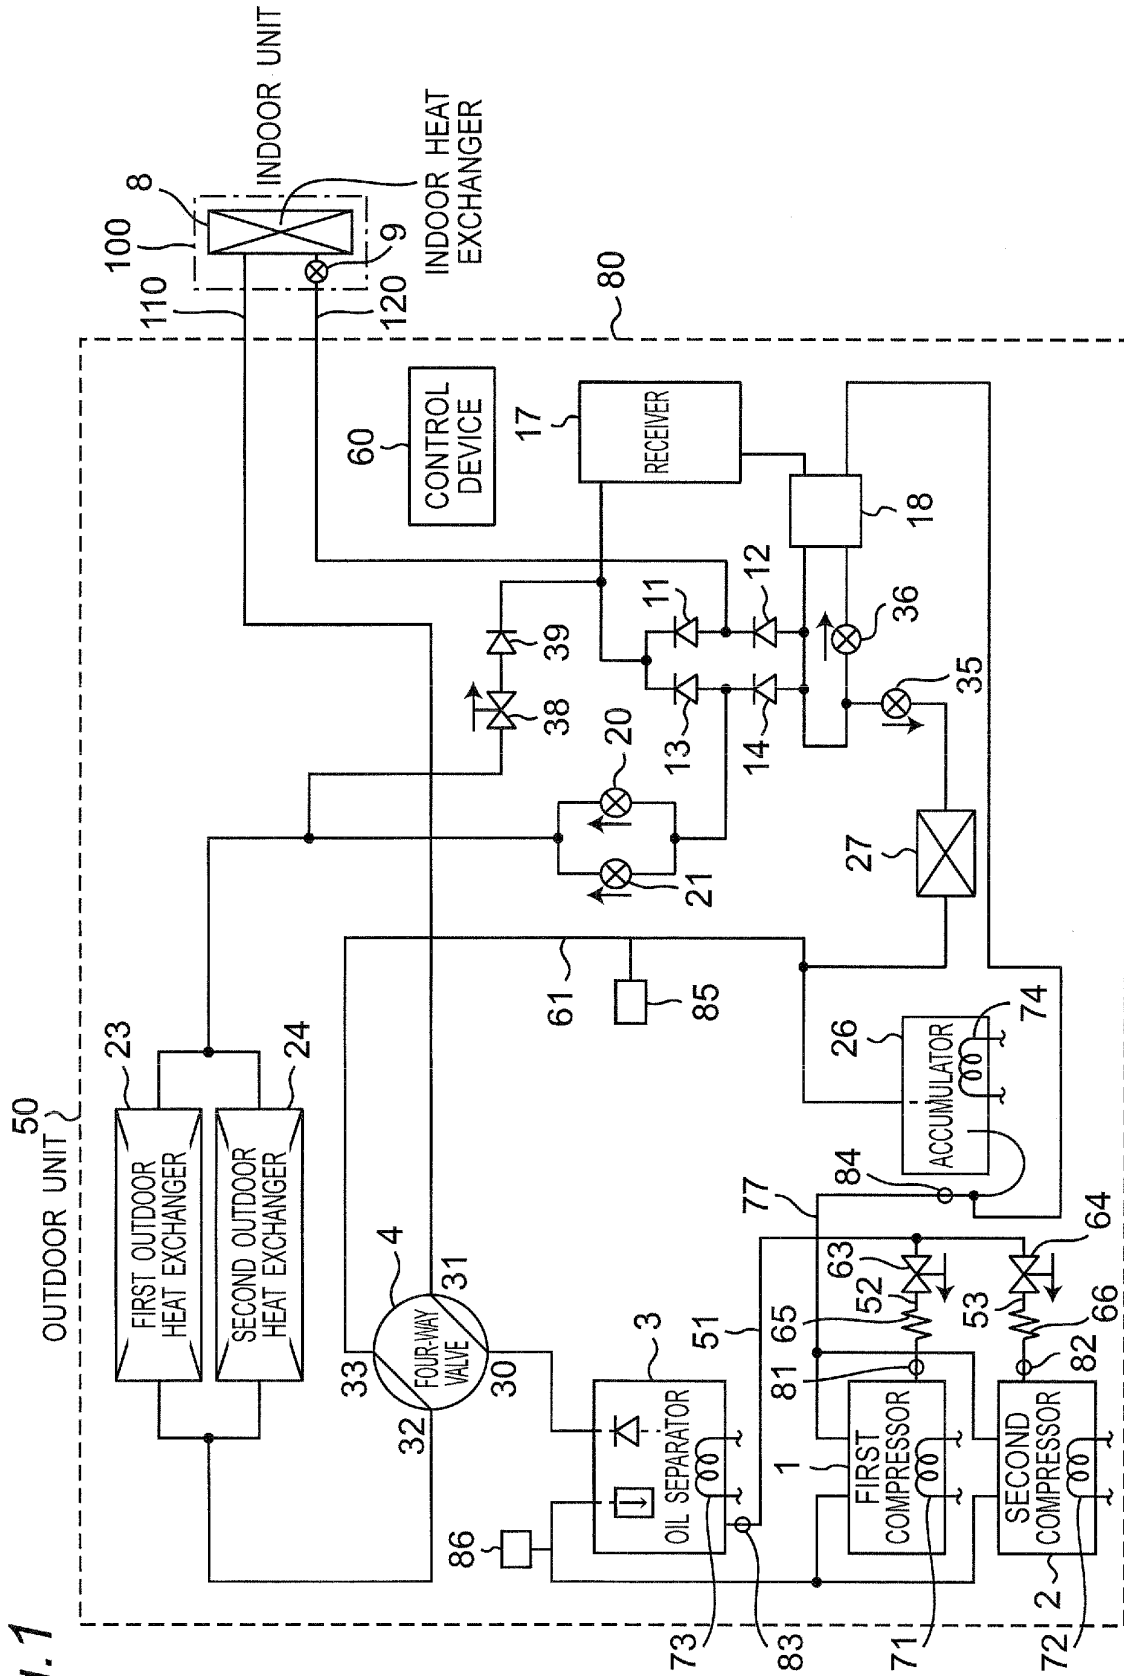 . 1
OUTDOOR UNIT
50
FIRST OUTDOOR
HEAT EXCHANGER
23
SECOND OUTDOOR
HEAT EXCHANGER
24
110
100
8
INDOOR UNIT
9
120
INDOOR HEAT
EXCHANGER
80
60
CONTROL
DEVICE
17
RECEIVER
18
39
38
20
21
11
12
13
14
36
35
27
61
85
26
ACCUMULATOR
74
84
77
4
FOUR-WAY
VALVE
33
31
32
30
3
OIL SEPARATOR
51
86
73
83
63
52
65
81
64
53
66
82
1
FIRST
COMPRESSOR
71
2
SECOND
COMPRESSOR
72